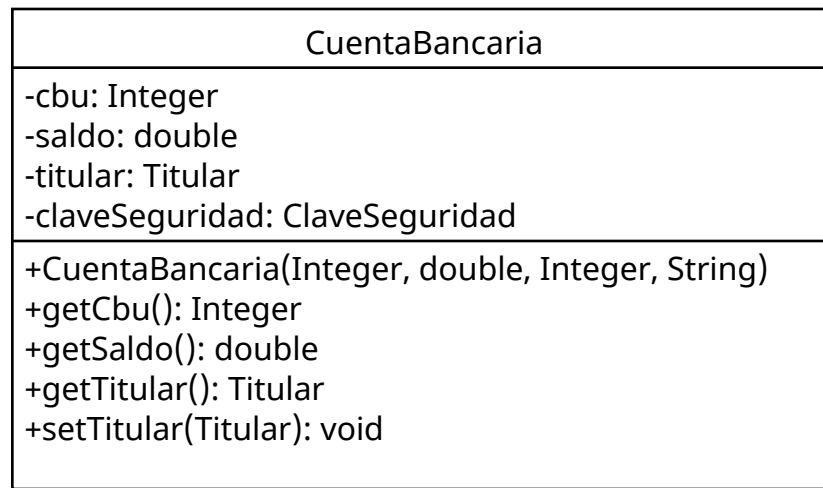 CuentaBancaria
-cbu: Integer
-saldo: double
-titular: Titular
-claveSeguridad: ClaveSeguridad
+CuentaBancaria(Integer, double, Integer, String)
+getCbu(): Integer
+getSaldo(): double
+getTitular(): Titular
+setTitular(Titular): void